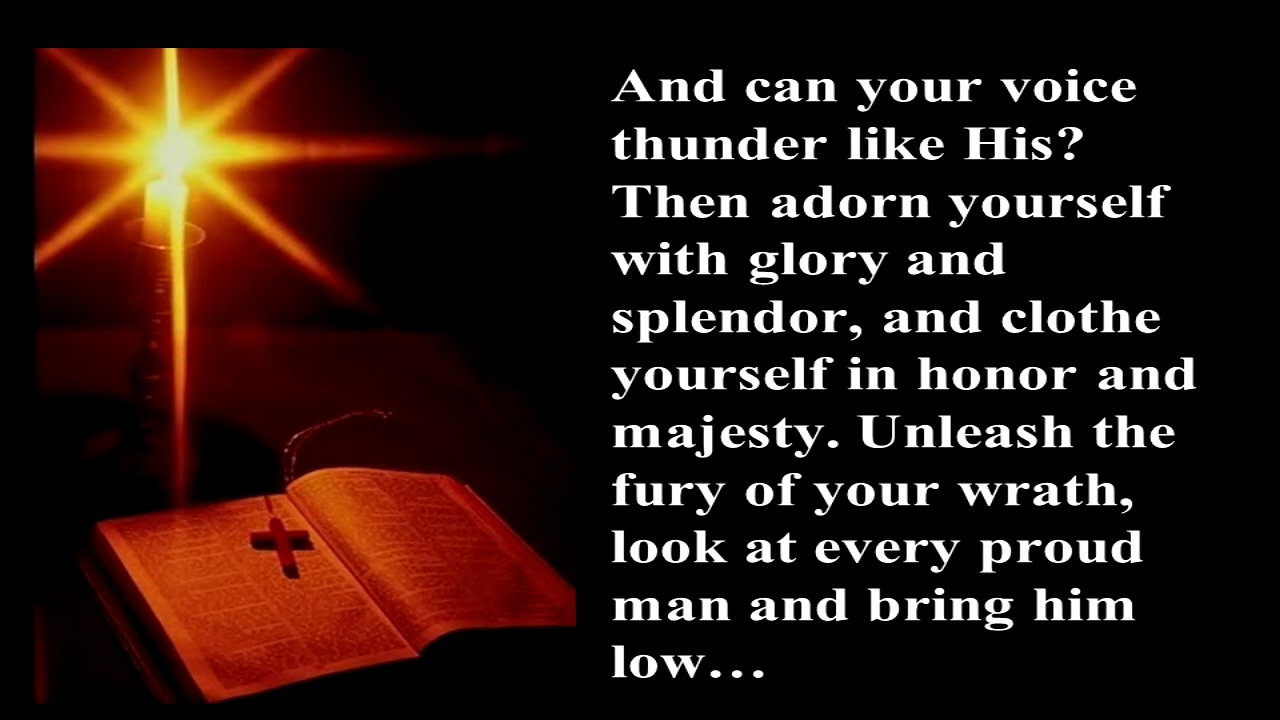 And can your voice
thunder like His?
Then adorn yourself
with glory and
splendor, and clothe
yourself in honor and
majesty. Unleash the
fury of your wrath,
look at every proud
man and bring him
low…